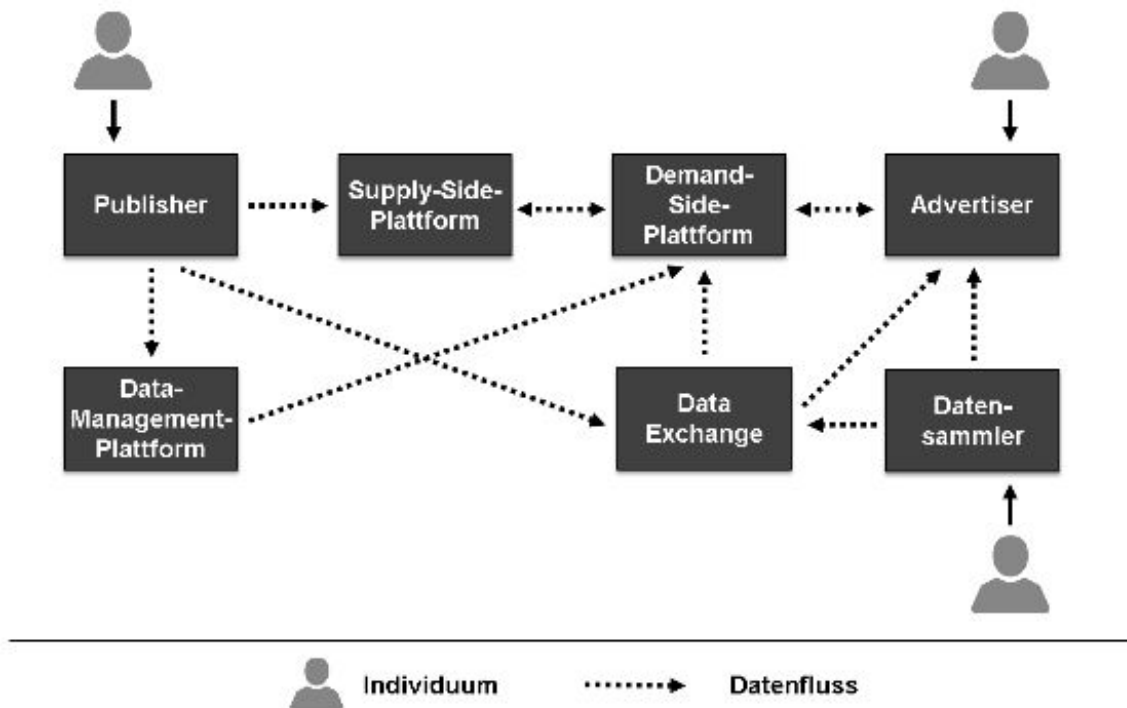 Publisher
Supply-Side-
Plattform
Demand-
Side-
Plattform
Advertiser
Data-
Management-
Plattform
Data
Exchange
Daten-
sammler
Individuum
Datenfluss